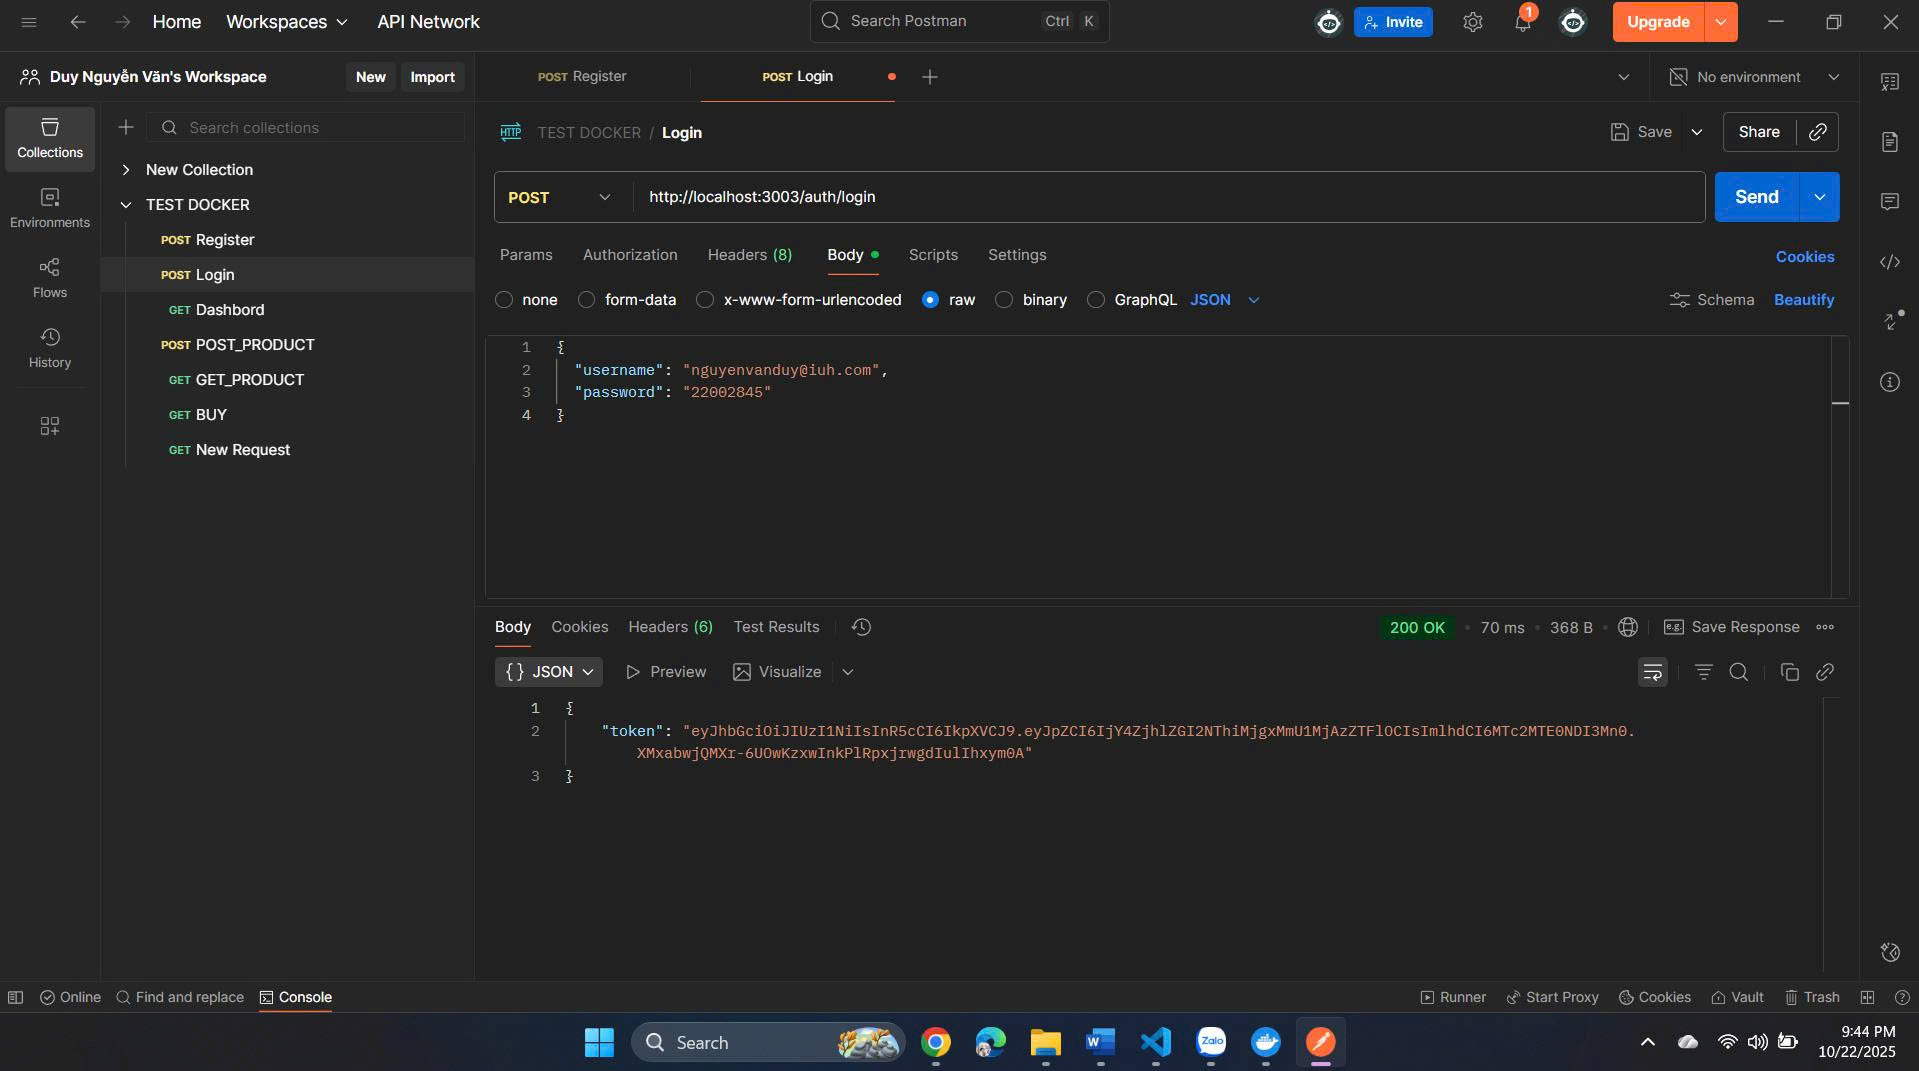 Home
Workspaces
API Network
Search Postman
Ctrl K
Invite
1
Upgrade
Duy Nguyễn Văn's Workspace
New
Import
POST Register
POST Login
No environment
Collections
Environments
Flows
History
Search collections
New Collection
TEST DOCKER
POST Register
POST Login
GET Dashbord
POST POST_PRODUCT
GET GET_PRODUCT
GET BUY
GET New Request
HTTP TEST DOCKER / Login
Save
Share
POST
http://localhost:3003/auth/login
Send
Params
Authorization
Headers (8)
Body
Scripts
Settings
Cookies
none
form-data
x-www-form-urlencoded
raw
binary
GraphQL
JSON
Schema
Beautify
1 {
2 "username": "nguyenvanduy@iuh.com",
3 "password": "22002845"
4 }
Body
Cookies
Headers (6)
Test Results
200 OK
70 ms
368 B
e.g. Save Response
{} JSON
Preview
Visualize
1 {
2 "token": "eyJhbGciOiJIUzI1NiIsInR5cCI6IkpXVCJ9.eyJpZCI6IjY4ZjhlZGI2NThiMjgxMmU1MjAzZTFlOCIsImlhdCI6MTc2MTE0NDI3Mn0.
XMxabwjQMXr-6UOwKzxwInkPlRpxjrwgdIulIhxym0A"
3 }
Online
Find and replace
Console
Runner
Start Proxy
Cookies
Vault
Trash
Search
W
Zalo
9:44 PM
10/22/2025